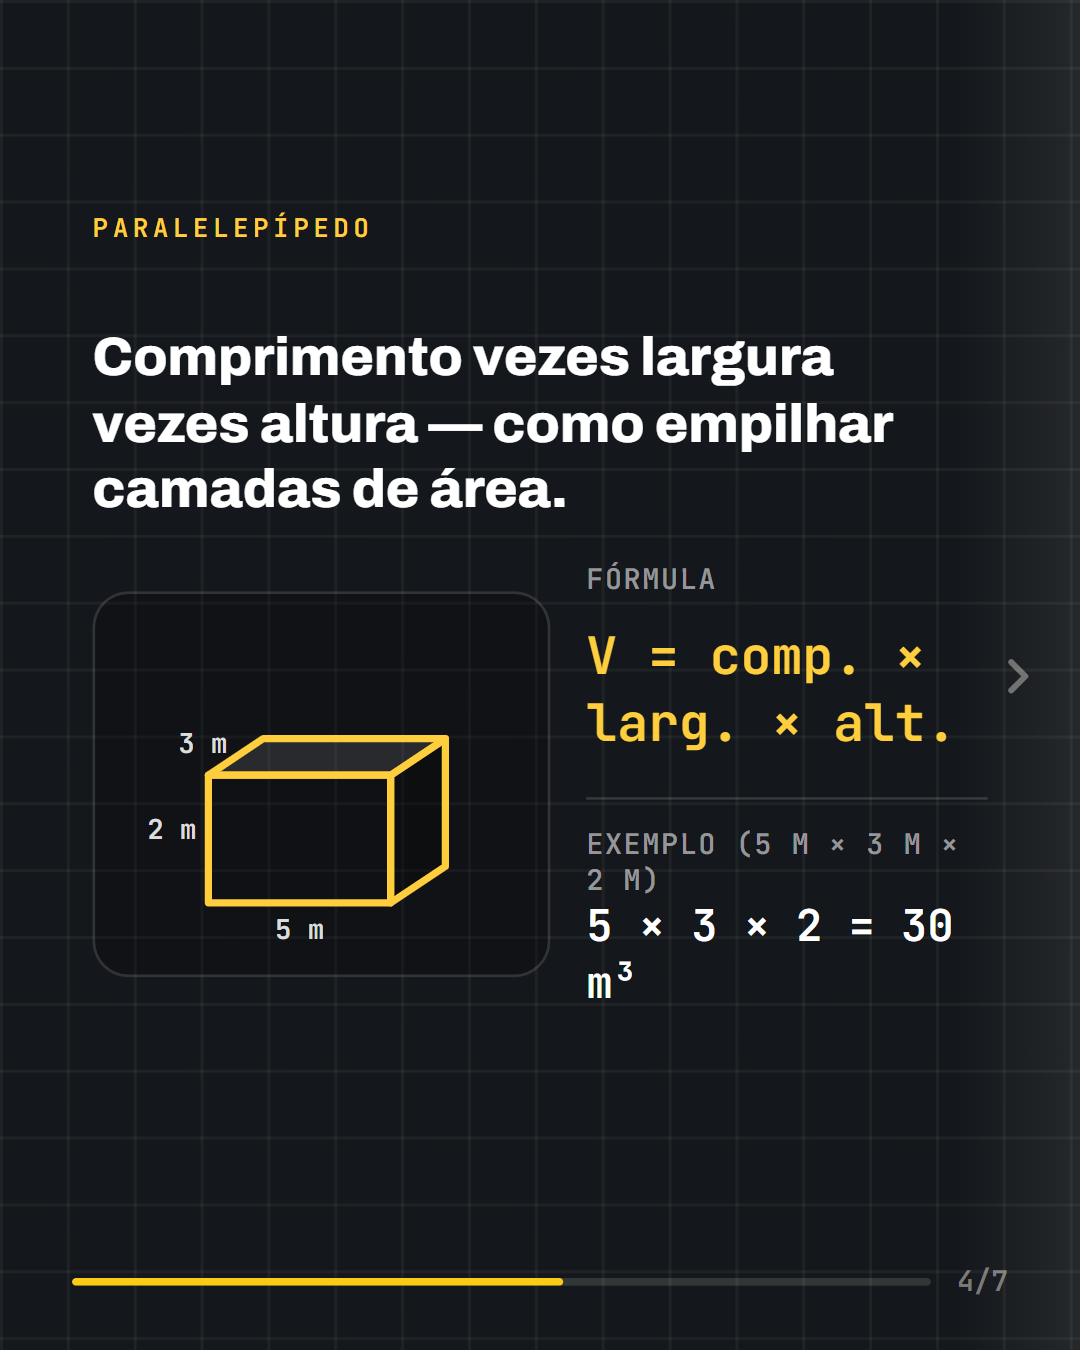 PARALELEPÍPEDO
Comprimento vezes largura
vezes altura — como empilhar
camadas de área.
3 m
2 m
5 m
FÓRMULA
V = comp. ×
larg. × alt.
EXEMPLO (5 M × 3 M ×
2 M)
5 × 3 × 2 = 30
m³
4/7